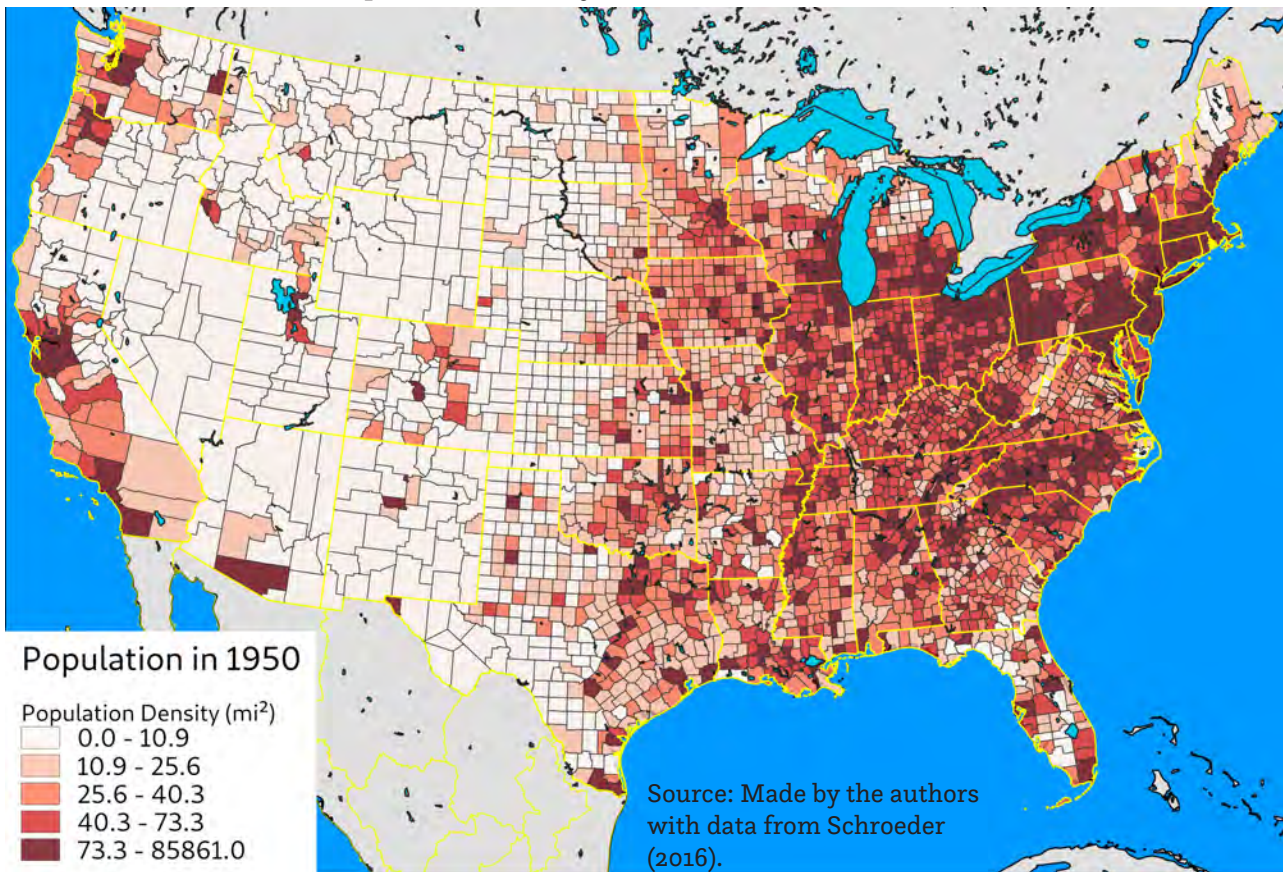 Population in 1950
Population Density (mi²)
0.0 - 10.9
10.9 - 25.6
25.6 - 40.3
40.3 - 73.3
73.3 - 85861.0
Source: Made by the authors
with data from Schroeder
(2016).